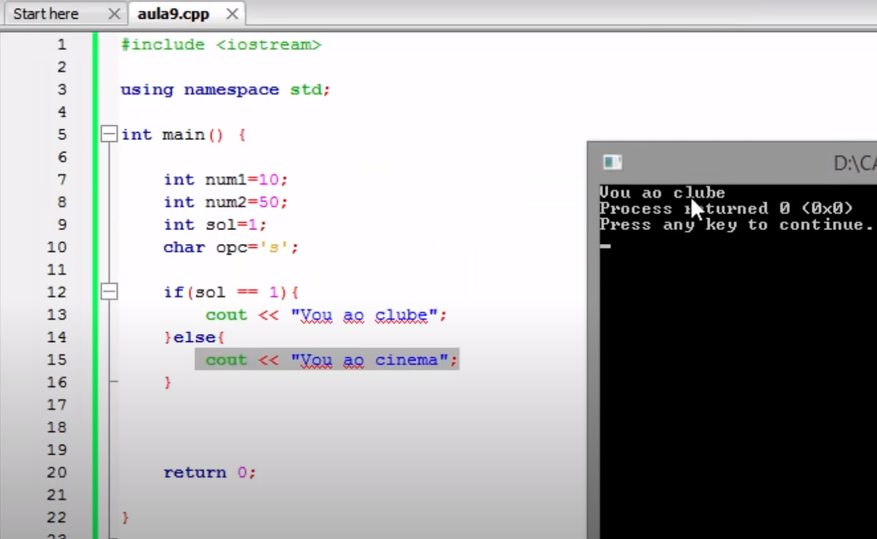 Start here
aula9.cpp
1 #include <iostream>
2
3 using namespace std;
4
5 int main() {
6
7 int num1=10;
8 int num2=50;
9 int sol=1;
10 char opc='s';
11
12 if(sol == 1){
13 cout << "Vou ao clube";
14 }else{
15 cout << "Vou ao cinema";
16 }
17
18
19
20 return 0;
21
22 }
D:\CA
Vou ao clube
Process returned 0 (0x0)
Press any key to continue.